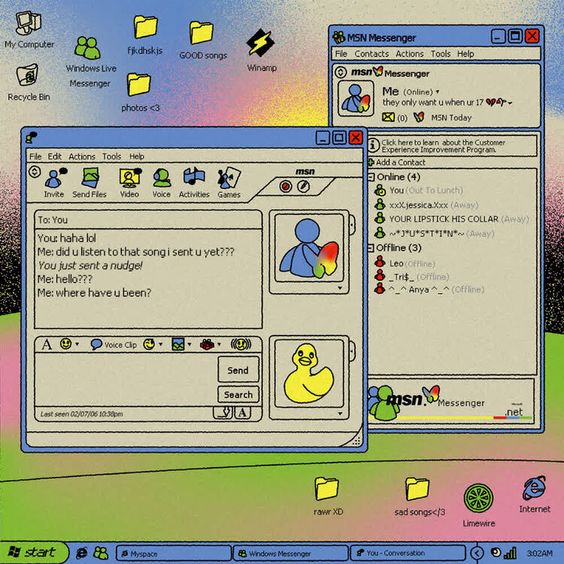 My Computer
Recycle Bin
Windows Live
Messenger
fjkdhskjs
photos <3
GOOD songs
Winamp
MSN Messenger
File Contacts Actions Tools Help
msn Messenger
Me (Online)
they only want u when ur 17
(0) MSN Today
Click here to learn about the Customer
Experience Improvement Program.
Add a Contact
Online (4)
You (Out To Lunch)
xxX.jessica.Xxx (Away)
YOUR LIPSTICK HIS COLLAR (Away)
~*J*U*S*T*I*N*~ (Away)
Offline (3)
Leo (Offline)
_Tri$_ (Offline)
^_^ Anya ^_^ (Offline)
msn Messenger
Microsoft
.net
File Edit Actions Tools Help
msn
Invite Send Files Video Voice Activities Games
To: You
You: haha lol
Me: did u listen to that song i sent u yet???
You just sent a nudge!
Me: hello???
Me: where have u been?
A Voice Clip
Send
Search
Last seen 02/07/06 10:38pm
A
rawr XD
sad songs</3
Limewire
Internet
start
Myspace
Windows Messenger
You - Conversation
3:02AM